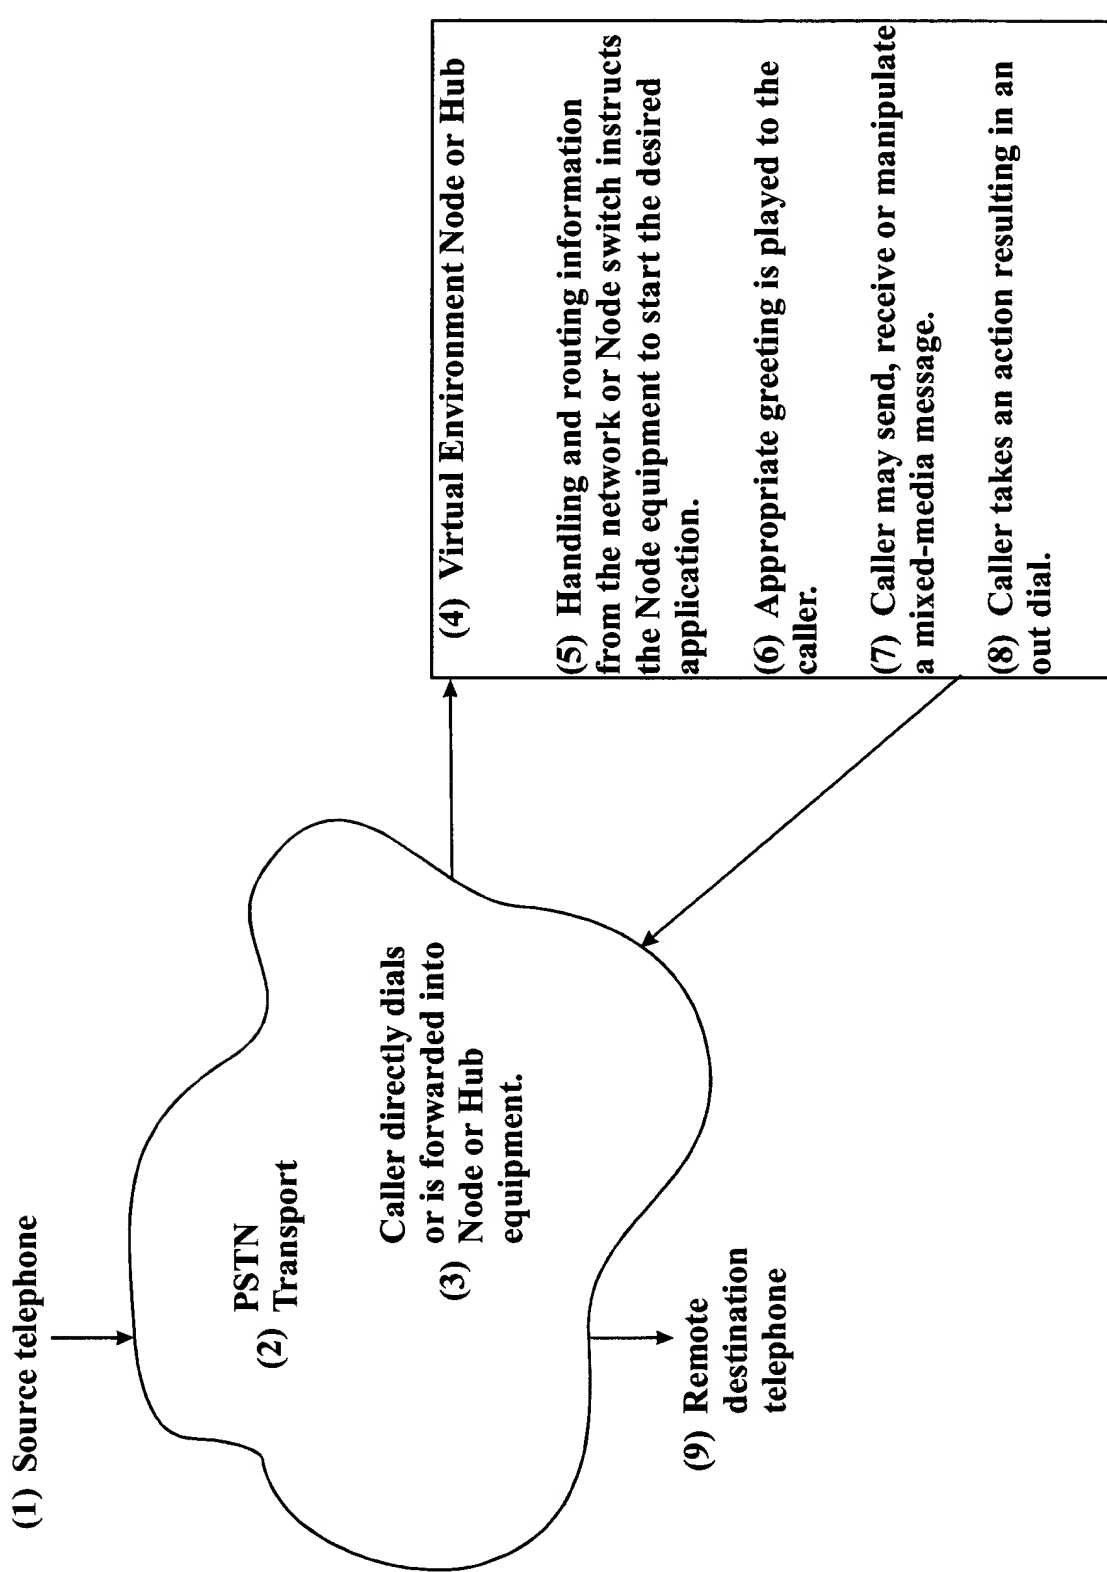 (1) Source telephone
PSTN
(2) Transport
Caller directly dials
or is forwarded into
(3) Node or Hub
equipment.
(4) Virtual Environment Node or Hub
(5) Handling and routing information
from the network or Node switch instructs
the Node equipment to start the desired
application.
(6) Appropriate greeting is played to the
caller.
(7) Caller may send, receive or manipulate
a mixed-media message.
(8) Caller takes an action resulting in an
out dial.
(9) Remote
destination
telephone